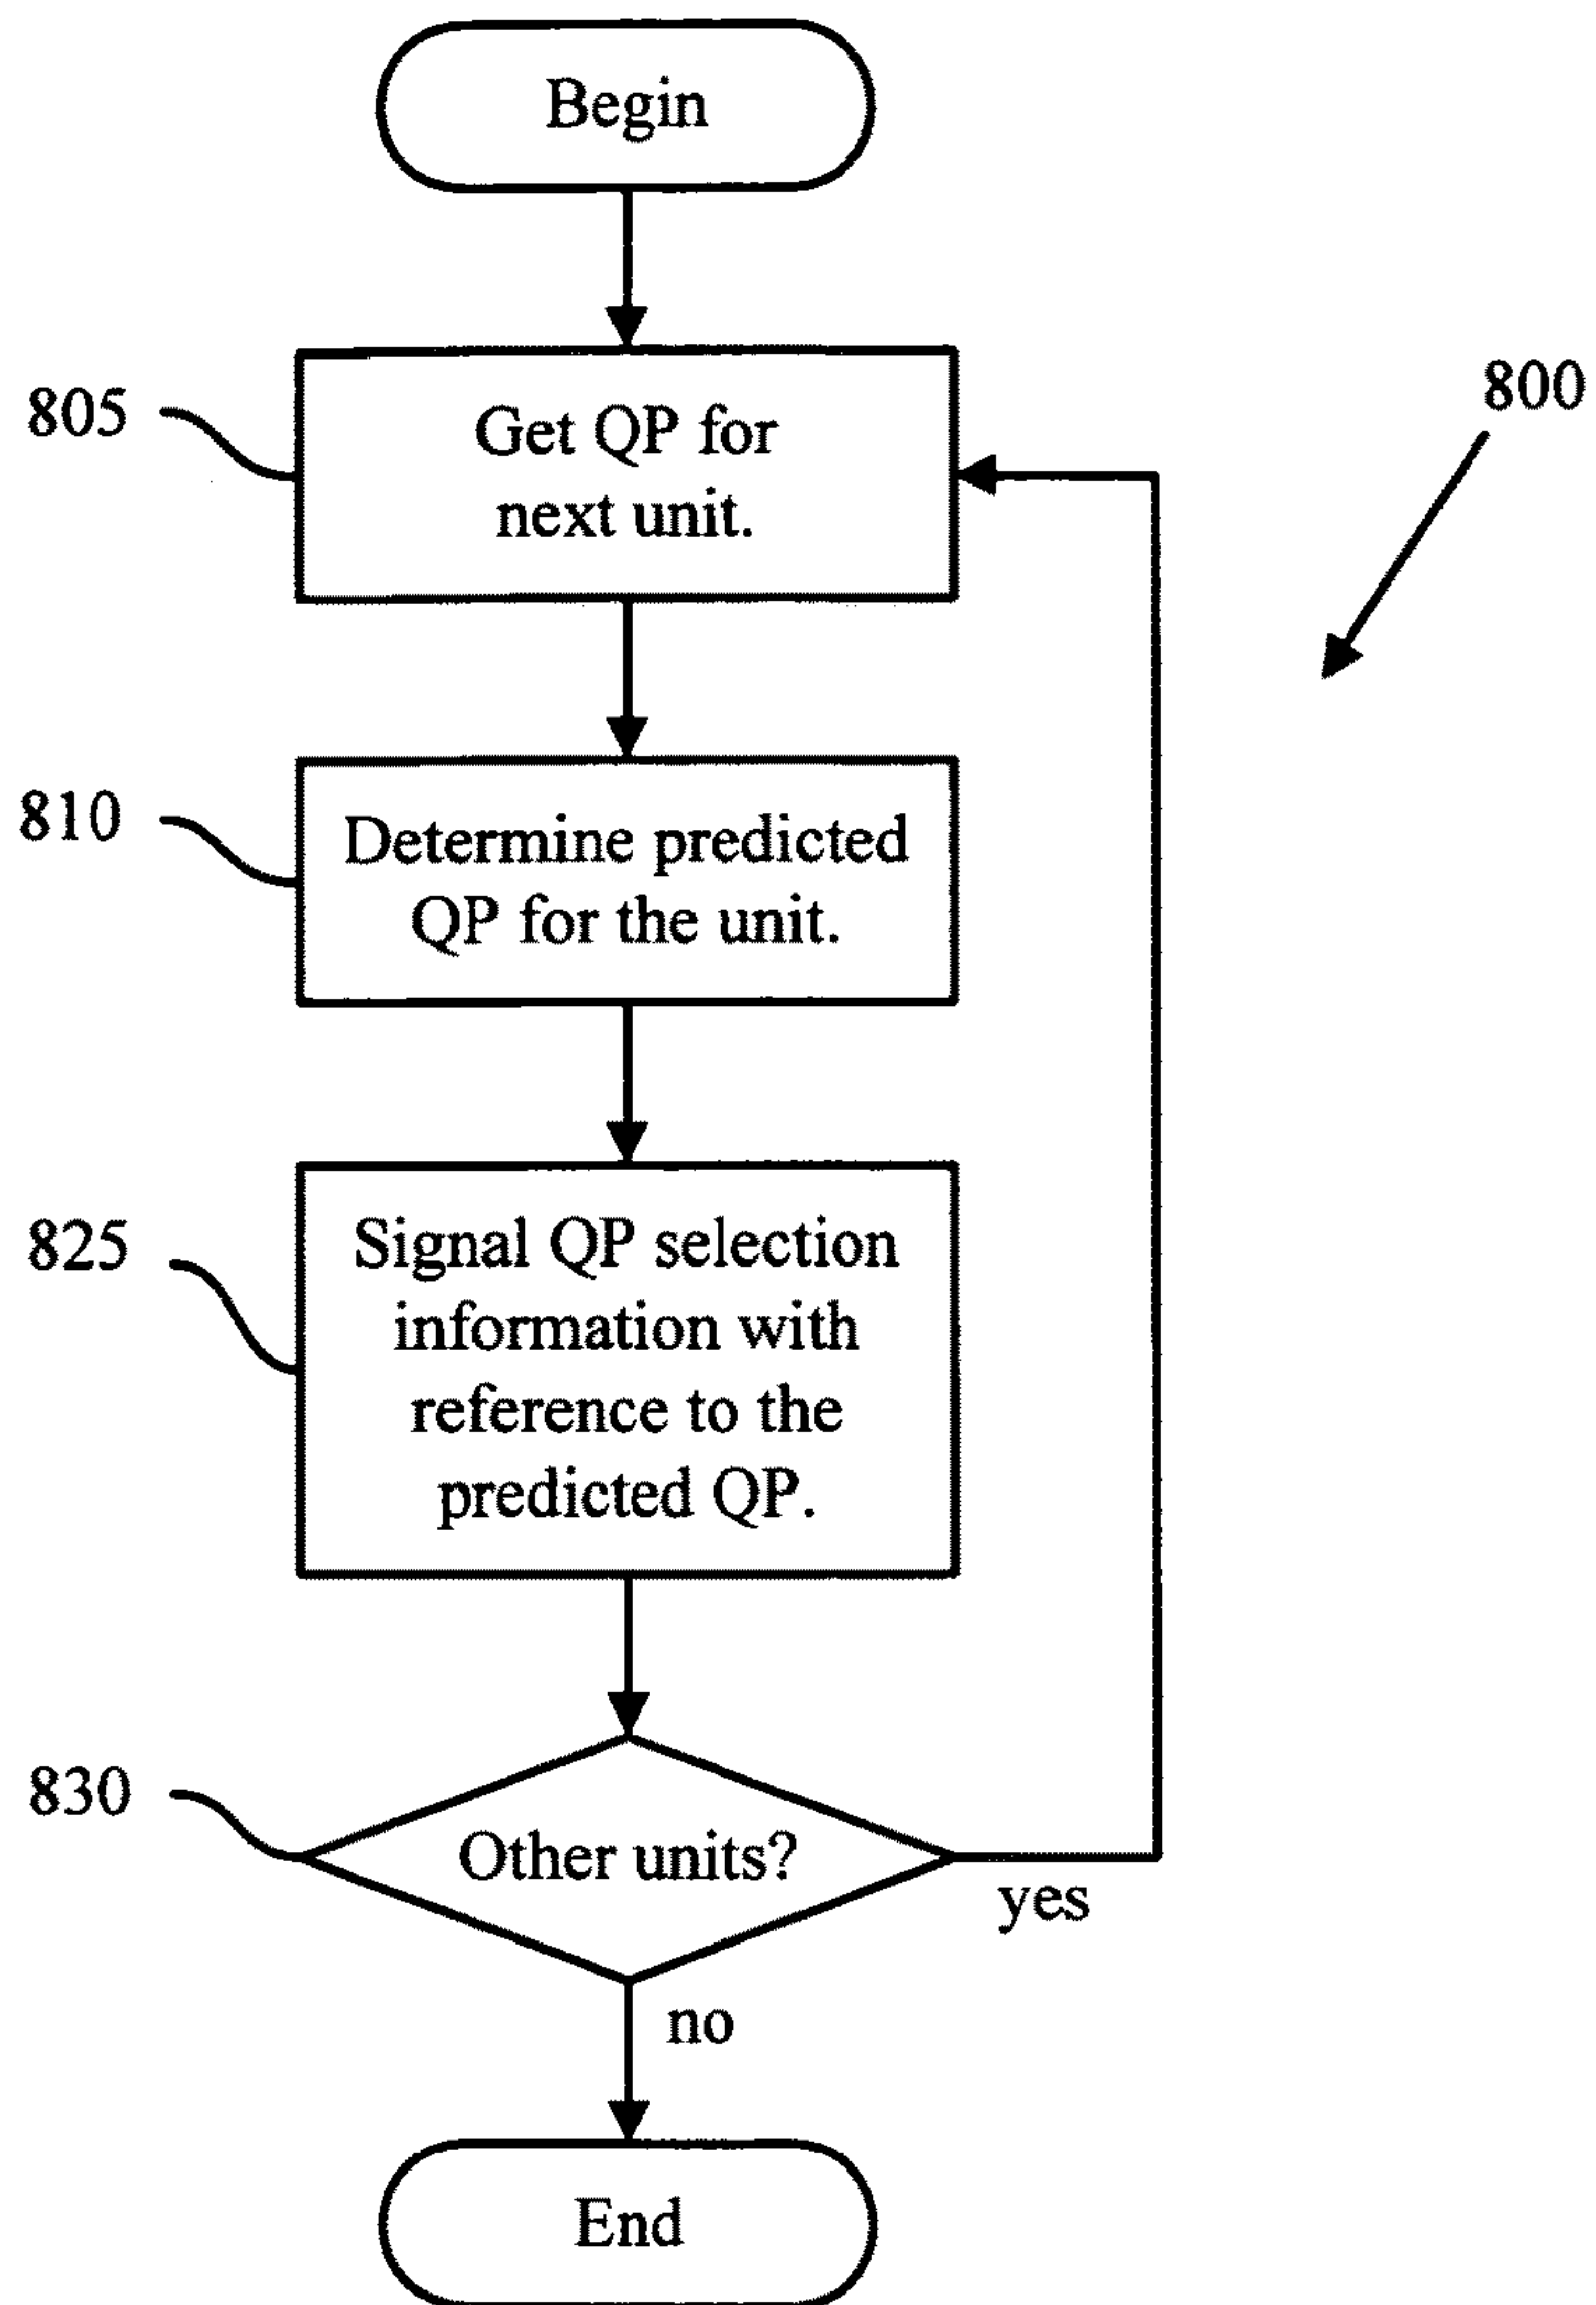 Begin
800
805
Get QP for
next unit.
810
Determine predicted
QP for the unit.
825
Signal QP selection
information with
reference to the
predicted QP.
830
Other units?
yes
no
End